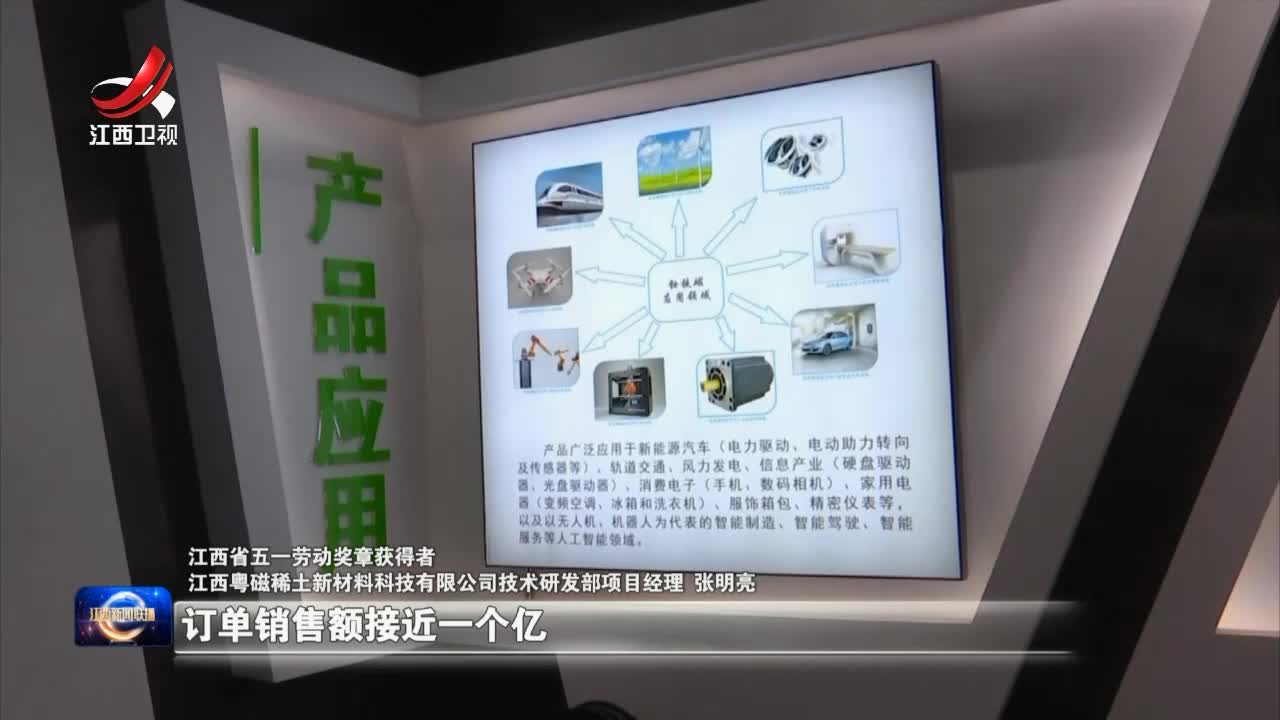 江西卫视
产品应用
钕铁硼
应用领域
产品广泛应用于新能源汽车（电力驱动、电动助力转向
及传感器等）、轨道交通、风力发电、信息产业（硬盘驱动
器、光盘驱动器）、消费电子（手机、数码相机）、家用电
器（变频空调、冰箱和洗衣机）、服饰箱包、精密仪表等，
以及以无人机、机器人为代表的智能制造、智能驾驶、智能
服务等人工智能领域。
江西省五一劳动奖章获得者
江西粤磁稀土新材料科技有限公司技术研发部项目经理 张明亮
江西新闻联播
订单销售额接近一个亿